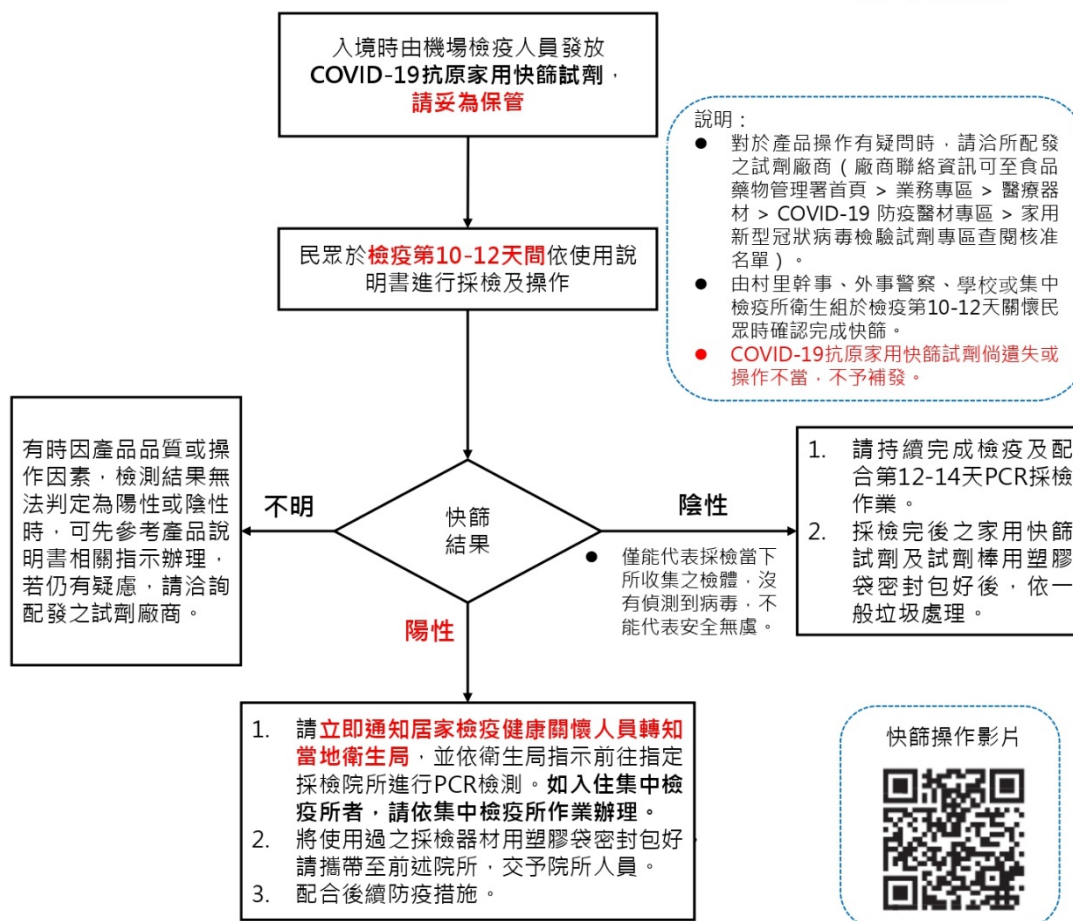 入境時由機場檢疫人員發放
COVID-19抗原家用快篩試劑，
請妥為保管
說明：
● 對於產品操作有疑問時，請洽所配發
之試劑廠商（廠商聯絡資訊可至食品
藥物管理署首頁 > 業務專區 > 醫療器
材 > COVID-19 防疫醫材專區 > 家用
新型冠狀病毒檢驗試劑專區查閱核准
名單）。
● 由村里幹事、外事警察、學校或集中
檢疫所衛生組於檢疫第10-12天關懷民
眾時確認完成快篩。
● COVID-19抗原家用快篩試劑倘遺失或
操作不當，不予補發。
民眾於檢疫第10-12天間依使用說
明書進行採檢及操作
有時因產品品質或操
作因素，檢測結果無
法判定為陽性或陰性
時，可先參考產品說
明書相關指示辦理，
若仍有疑慮，請洽詢
配發之試劑廠商。
不明
快篩
結果
陰性
● 僅能代表採檢當下
所收集之檢體，沒
有偵測到病毒，不
能代表安全無虞。
1. 請持續完成檢疫及配
合第12-14天PCR採檢
作業。
2. 採檢完後之家用快篩
試劑及試劑棒用塑膠
袋密封包好後，依一
般垃圾處理。
陽性
1. 請立即通知居家檢疫健康關懷人員轉知
當地衛生局，並依衛生局指示前往指定
採檢院所進行PCR檢測。如入住集中檢
疫所者，請依集中檢疫所作業辦理。
2. 將使用過之採檢器材用塑膠袋密封包好
請攜帶至前述院所，交予院所人員。
3. 配合後續防疫措施。
快篩操作影片